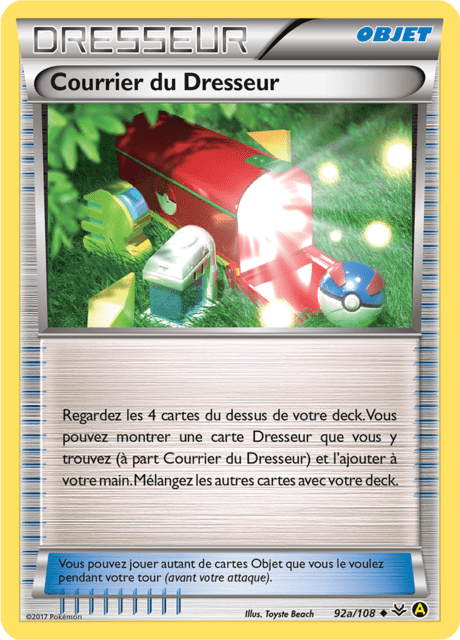 DRESSEUR
OBJET
Courrier du Dresseur
Regardez les 4 cartes du dessus de votre deck. Vous
pouvez montrer une carte Dresseur que vous y
trouvez (à part Courrier du Dresseur) et l'ajouter à
votre main. Mélangez les autres cartes avec votre deck.
Vous pouvez jouer autant de cartes Objet que vous le voulez
pendant votre tour (avant votre attaque).
©2017 Pokémon
Illus. Toyste Beach
92a/108
A